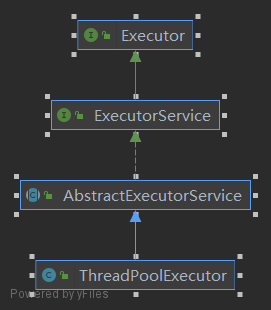 I Executor
I ExecutorService
C AbstractExecutorService
C ThreadPoolExecutor
Powered by yFiles